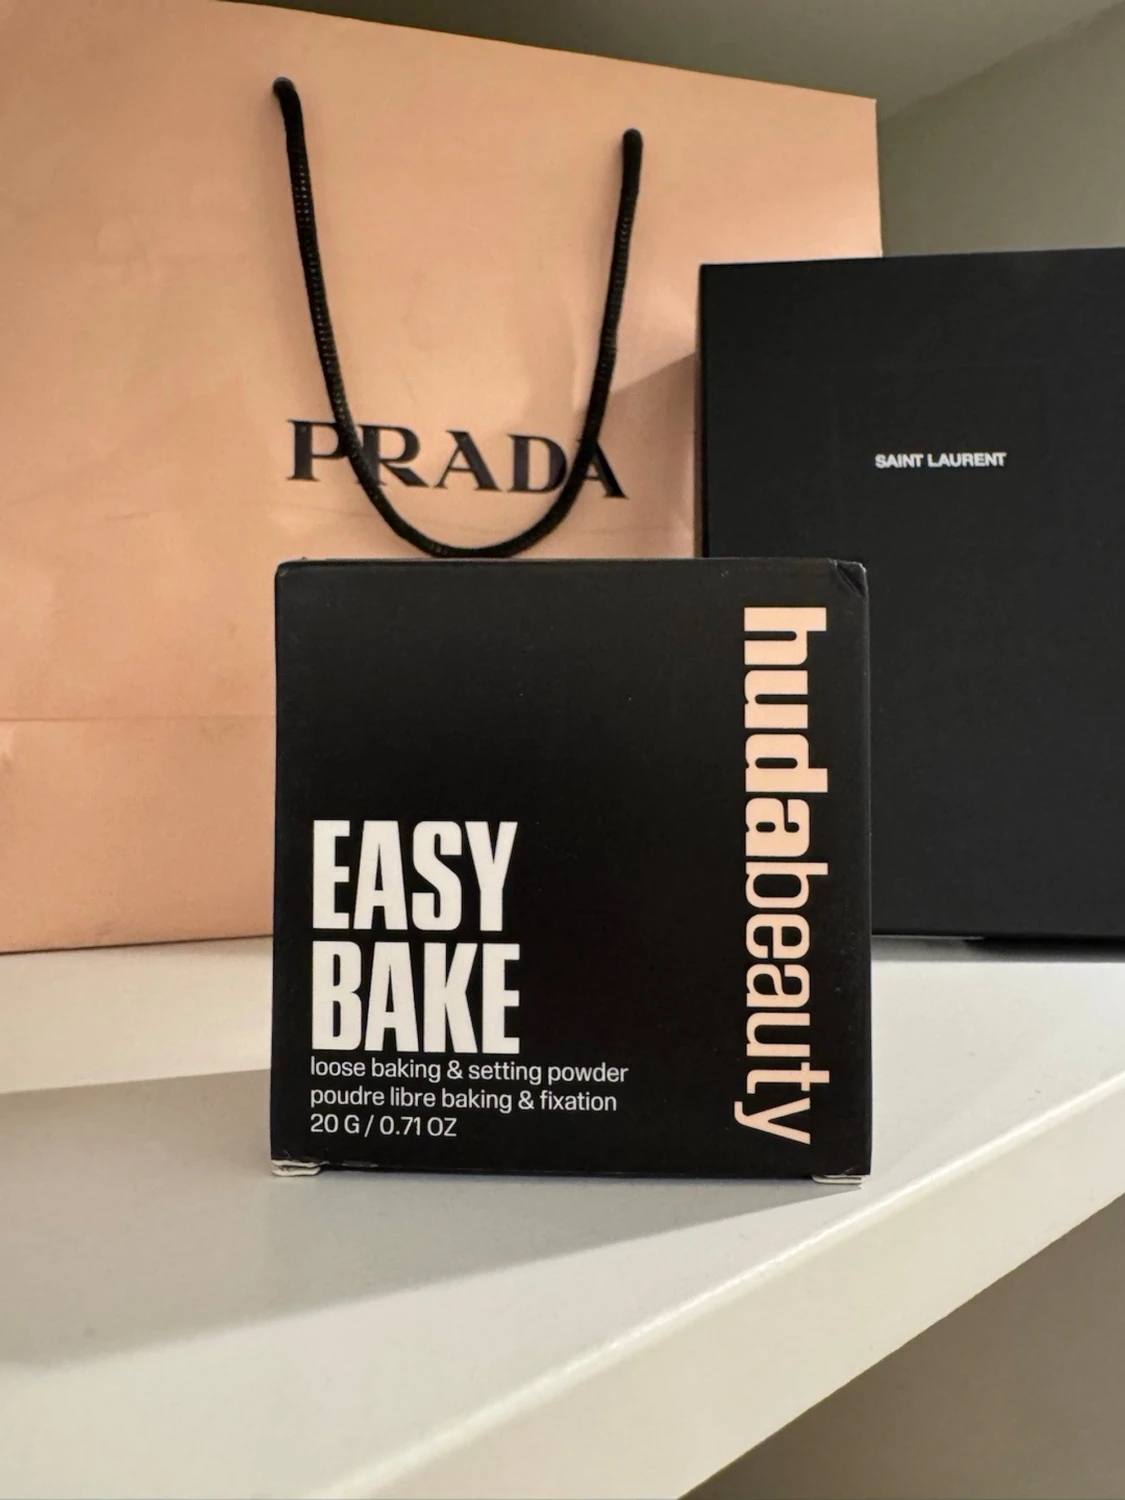 PRADA
SAINT LAURENT
hudabeauty
EASY
BAKE
loose baking & setting powder
poudre libre baking & fixation
20 G / 0.71 OZ